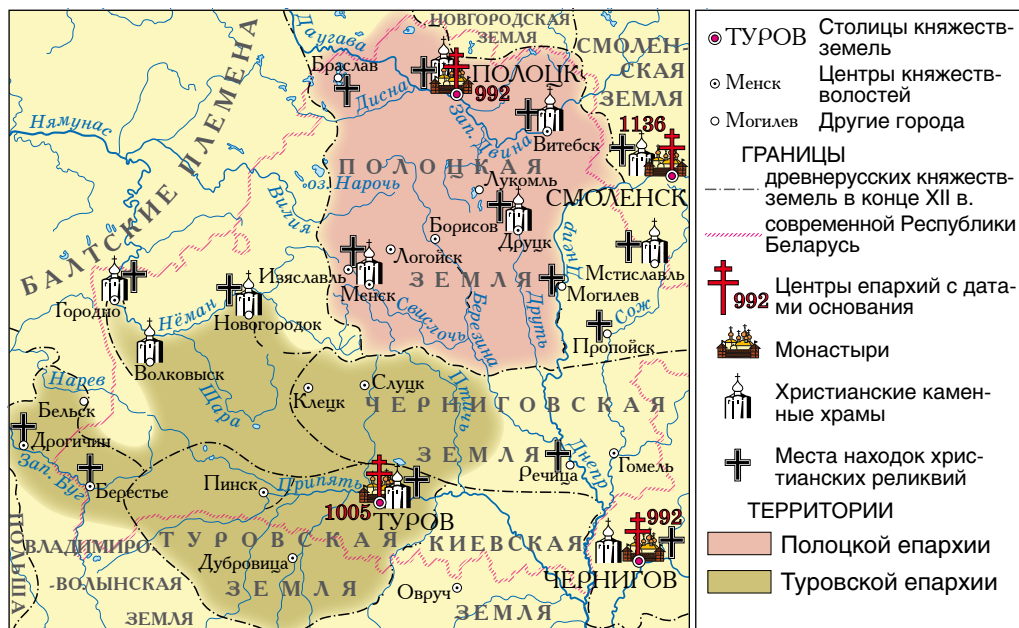 НОВГОРОДСКАЯ
ЗЕМЛЯ
СМОЛЕН-
СКАЯ
ЗЕМЛЯ
Даугава
Браслав
Дисна
ПОЛОЦК
992
Зап. Двина
Витебск
1136
СМОЛЕНСК
Нямунас
БАЛТСКИЕ ПЛЕМЕНА
ПОЛОЦКАЯ
ЗЕМЛЯ
оз. Нарочь
Вилия
Лукомль
Борисов
Друцк
Днепр
Мстиславль
Логойск
Изяславль
Менск
Могилев
Свислочь
Березина
Друть
Сож
Пропойск
Городно
Нёман
Новогородок
Волковыск
Щара
Нарев
Бельск
Дрогичин
Зап. Буг
Берестье
Клецк
Слуцк
Птичь
ЧЕРНИГОВСКАЯ
ЗЕМЛЯ
Речица
Днепр
Гомель
Пинск
Припять
1005
ТУРОВ
992
ЧЕРНИГОВ
ПОЛЬША
ВЛАДИМИРО
-ВОЛЫНСКАЯ
ЗЕМЛЯ
ТУРОВСКАЯ
ЗЕМЛЯ
Дубровица
КИЕВСКАЯ
ЗЕМЛЯ
Овруч
ТУРОВ Столицы княжеств-
земель
Менск Центры княжеств-
волостей
Могилев Другие города
ГРАНИЦЫ
древнерусских княжеств-
земель в конце XII в.
современной Республики
Беларусь
992 Центры епархий с дата-
ми основания
Монастыри
Христианские камен-
ные храмы
Места находок хрис-
тианских реликвий
ТЕРРИТОРИИ
Полоцкой епархии
Туровской епархии